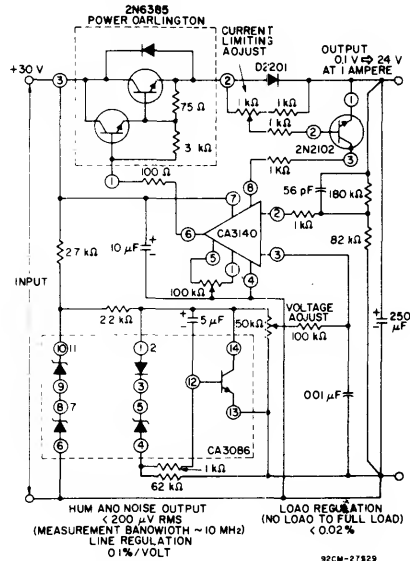 2N6385
POWER DARLINGTON
CURRENT
LIMITING
ADJUST
D2201
OUTPUT
0.1 V ⇒ 24 V
AT 1 AMPERE
+30 V
3
2
1
75 Ω
1 kΩ
1 kΩ
1 kΩ
2
2N2102
3 kΩ
3
1
100 Ω
1 KΩ
8
56 pF
180 kΩ
7
2
6
CA3140
1 kΩ
82 kΩ
27 kΩ
10 μF
5
3
1
4
100 kΩ
INPUT
VOLTAGE
ADJUST
250
μF
22 kΩ
5 μF
50kΩ
100 kΩ
10 11
1 2
14
9
3
12
001 μF
8 7
5
13
6
4
CA3086
1 kΩ
62 kΩ
HUM AND NOISE OUTPUT
< 200 μV RMS
(MEASUREMENT BANDWIDTH ~ 10 MHz)
LINE REGULATION
0.1%/VOLT
LOAD REGULATION
(NO LOAD TO FULL LOAD)
< 0.02%
92CM-27929